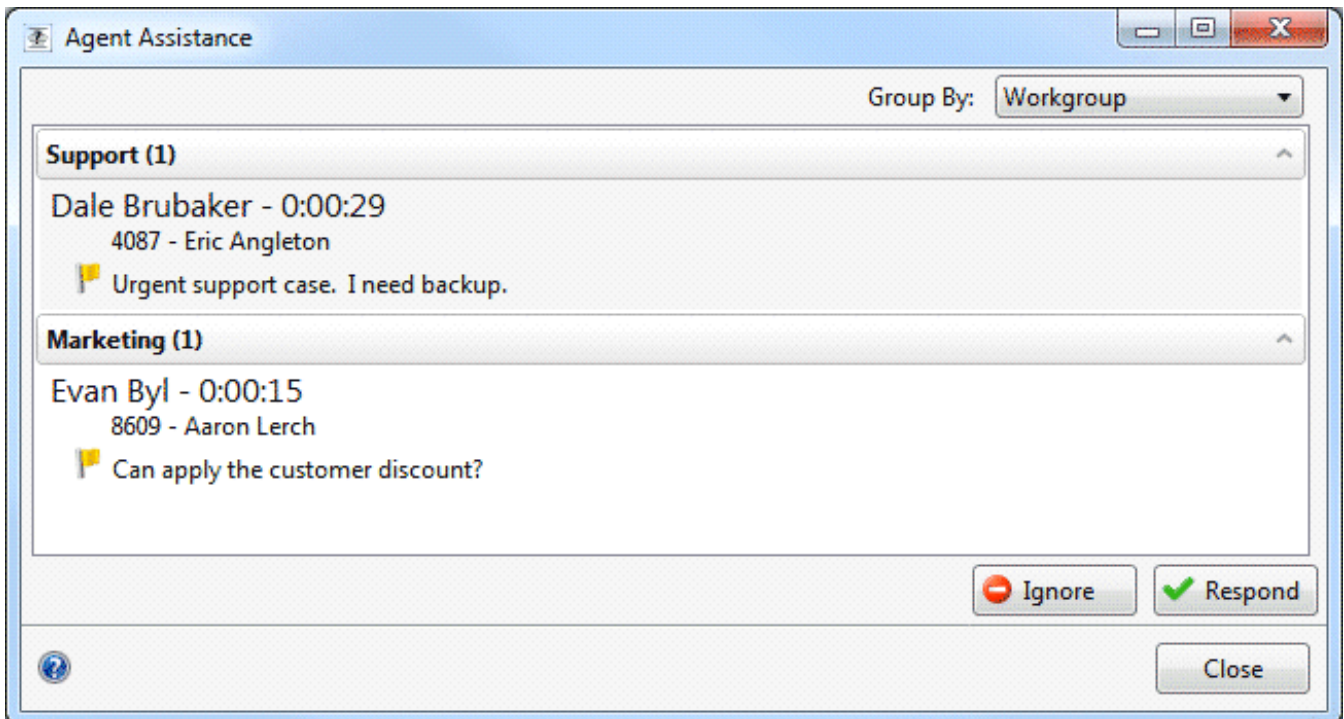 Agent Assistance
Group By: Workgroup
Support (1)
Dale Brubaker - 0:00:29
4087 - Eric Angleton
Urgent support case.  I need backup.
Marketing (1)
Evan Byl - 0:00:15
8609 - Aaron Lerch
Can apply the customer discount?
Ignore Respond
Close